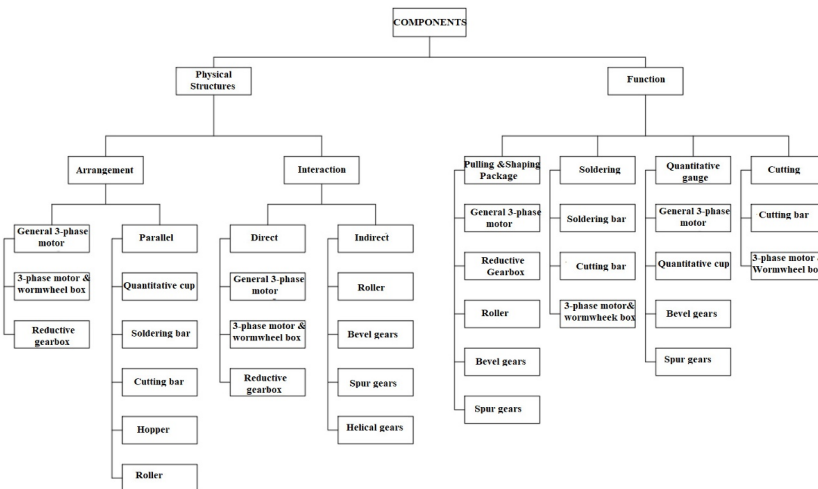 COMPONENTS
Physical
Structures
Function
Arrangement
Interaction
Pulling &Shaping
Package
Soldering
Quantitative
gauge
Cutting
General 3-phase
motor
Parallel
Direct
Indirect
General 3-phase
motor
Soldering bar
General 3-phase
motor
Cutting bar
3-phase motor &
wormwheel box
Quantitative cup
General 3-phase
motor
Roller
Reductive
Gearbox
Cutting bar
Quantitative cup
3-phase motor &
Wormwheel box
Reductive
gearbox
Soldering bar
3-phase motor &
wormwheel box
Bevel gears
Roller
3-phase motor&
wormwheek box
Bevel gears
Cutting bar
Reductive
gearbox
Spur gears
Bevel gears
Spur gears
Hopper
Helical gears
Spur gears
Roller